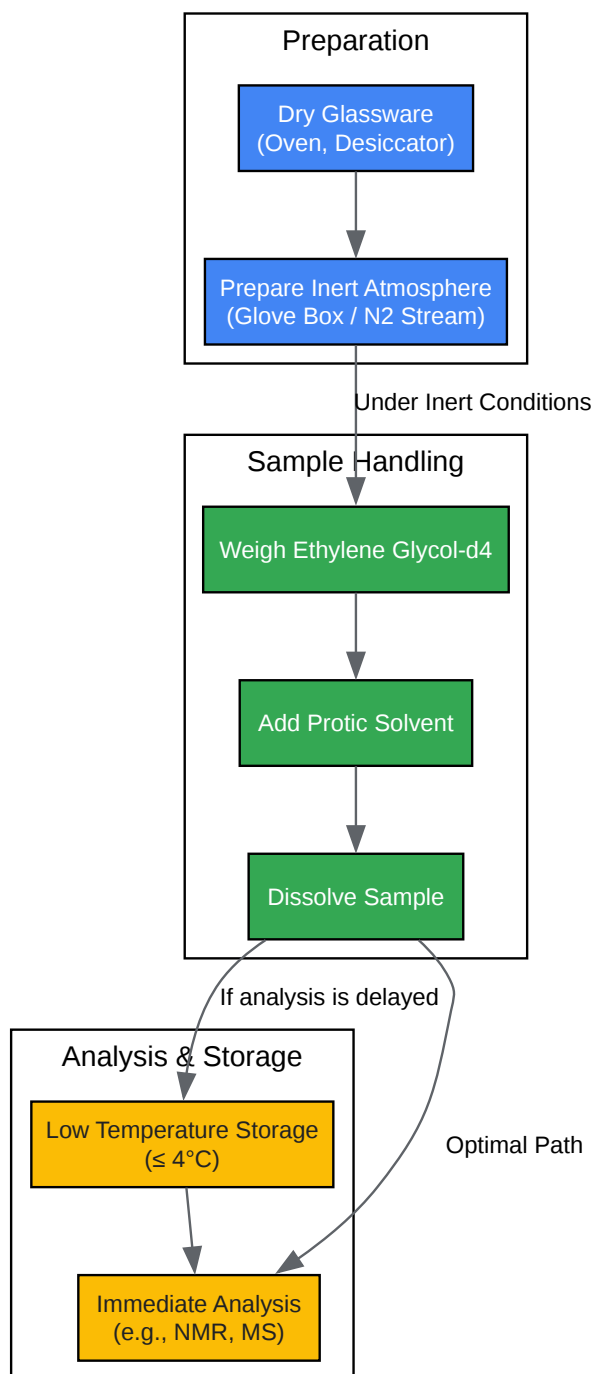 Preparation
Dry Glassware
(Oven, Desiccator)
Prepare Inert Atmosphere
(Glove Box / N2 Stream)
Under Inert Conditions
Sample Handling
Weigh Ethylene Glycol-d4
Add Protic Solvent
Dissolve Sample
If analysis is delayed
Analysis & Storage
Low Temperature Storage
(≤ 4°C)
Optimal Path
Immediate Analysis
(e.g., NMR, MS)